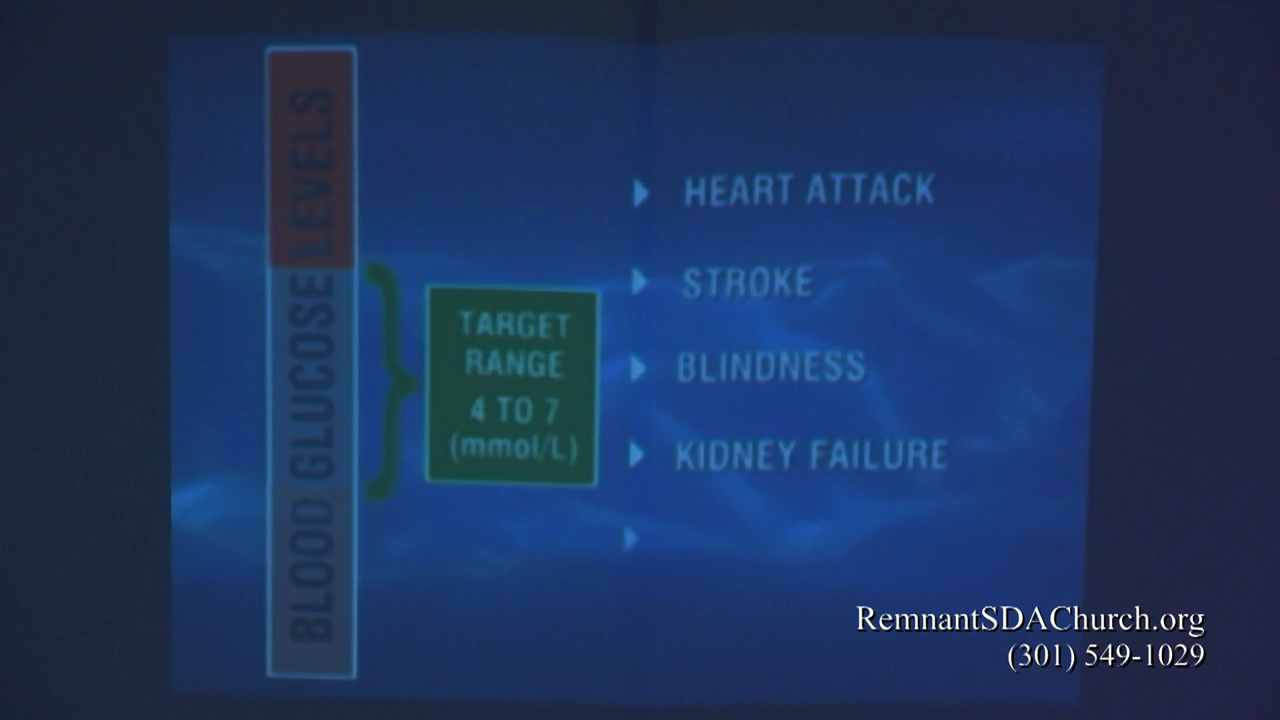 BLOOD GLUCOSE LEVELS
TARGET
RANGE
4 TO 7
(mmol/L)
HEART ATTACK
STROKE
BLINDNESS
KIDNEY FAILURE
RemnantSDAChurch.org
(301) 549-1029